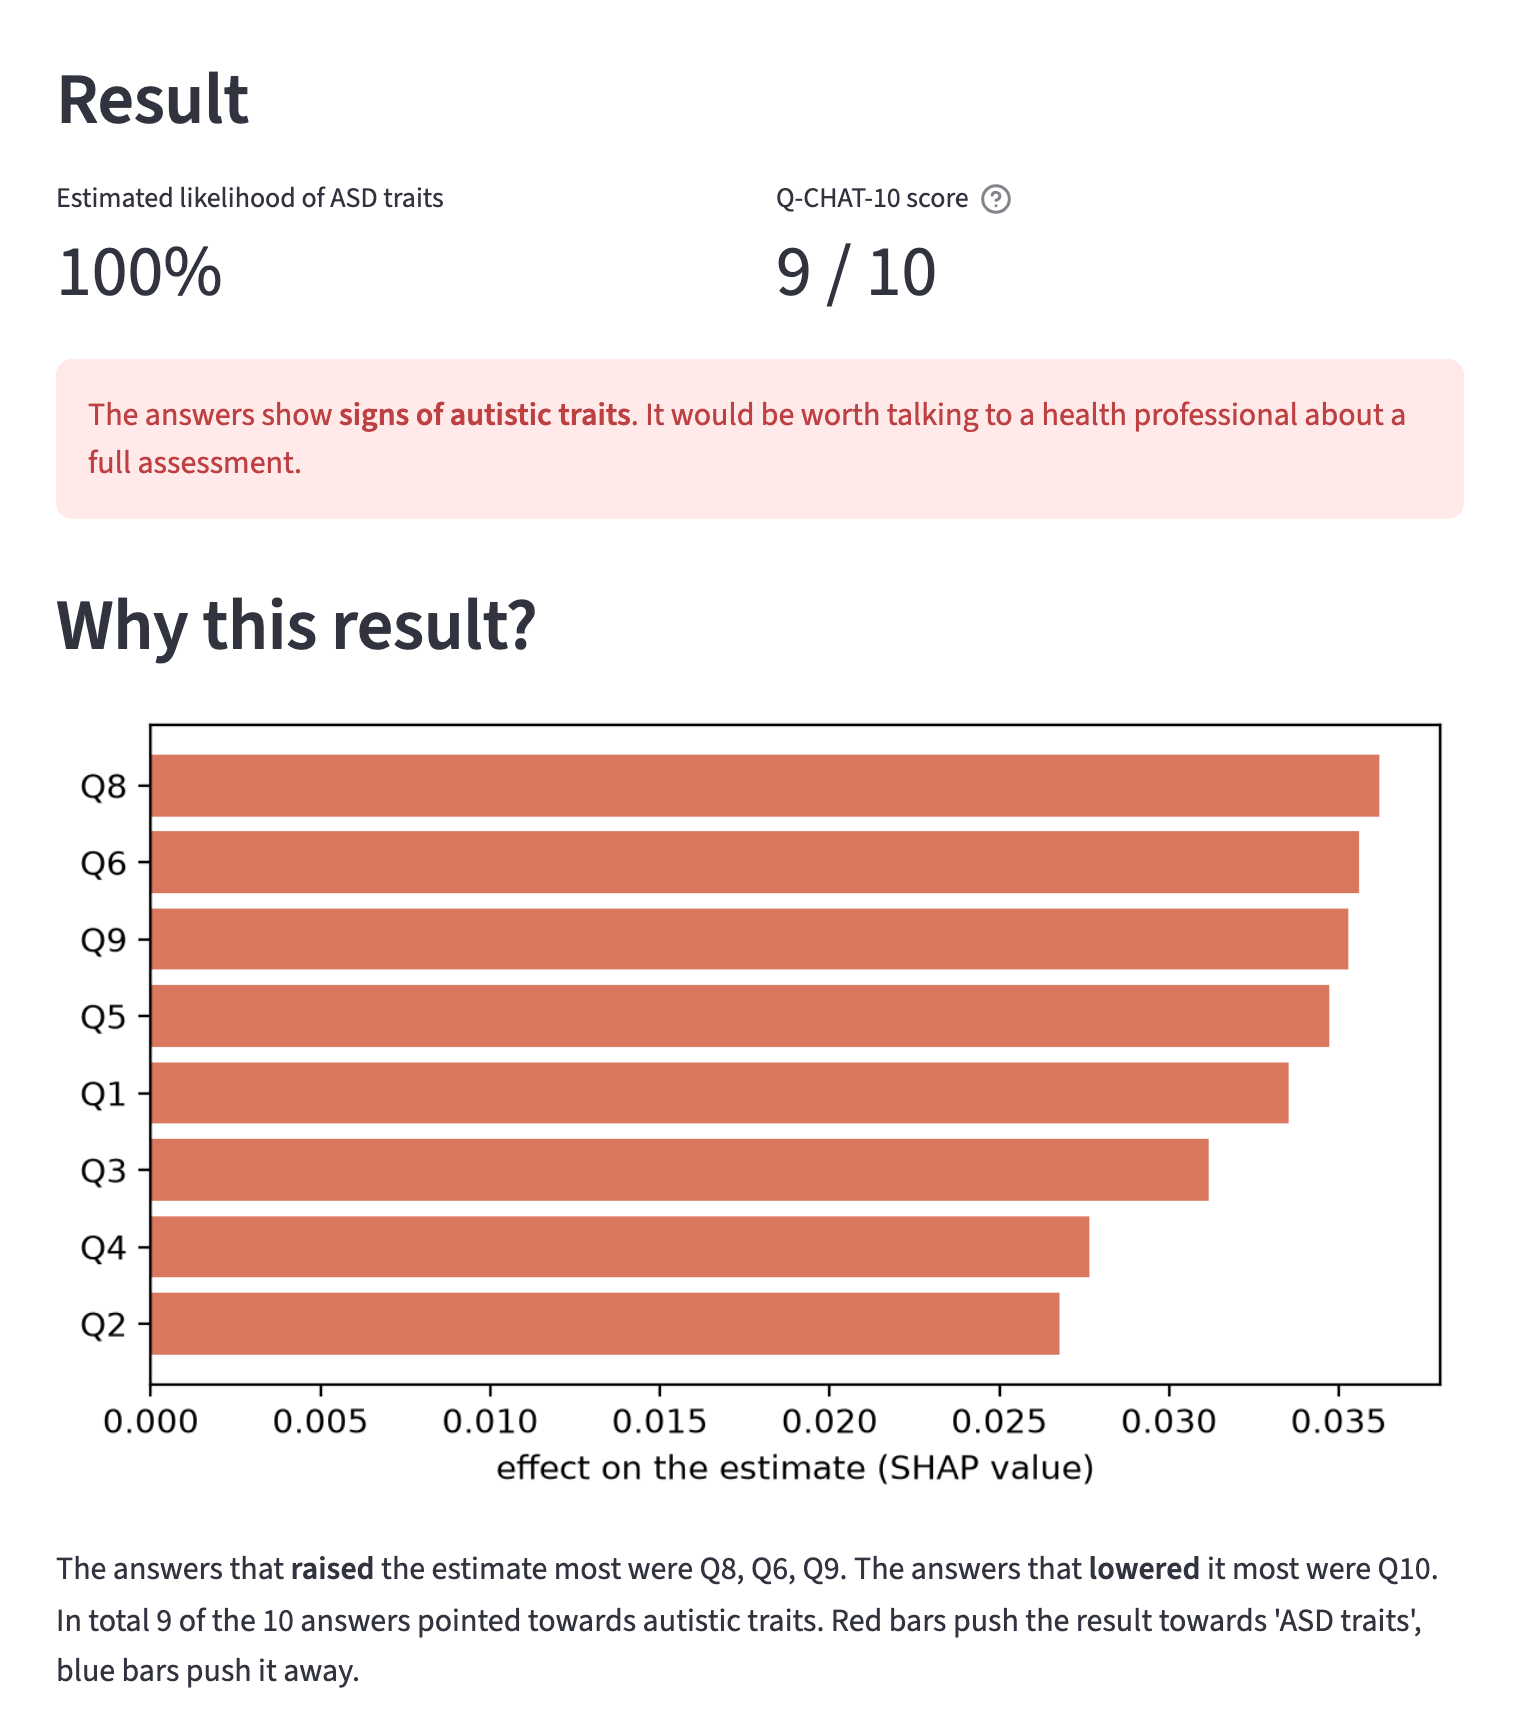 Result
Estimated likelihood of ASD traits
Q-CHAT-10 score ?
100%
9 / 10
The answers show signs of autistic traits. It would be worth talking to a health professional about a
full assessment.
Why this result?
Q8
Q6
Q9
Q5
Q1
Q3
Q4
Q2
0.000 0.005 0.010 0.015 0.020 0.025 0.030 0.035
effect on the estimate (SHAP value)
The answers that raised the estimate most were Q8, Q6, Q9. The answers that lowered it most were Q10.
In total 9 of the 10 answers pointed towards autistic traits. Red bars push the result towards 'ASD traits',
blue bars push it away.